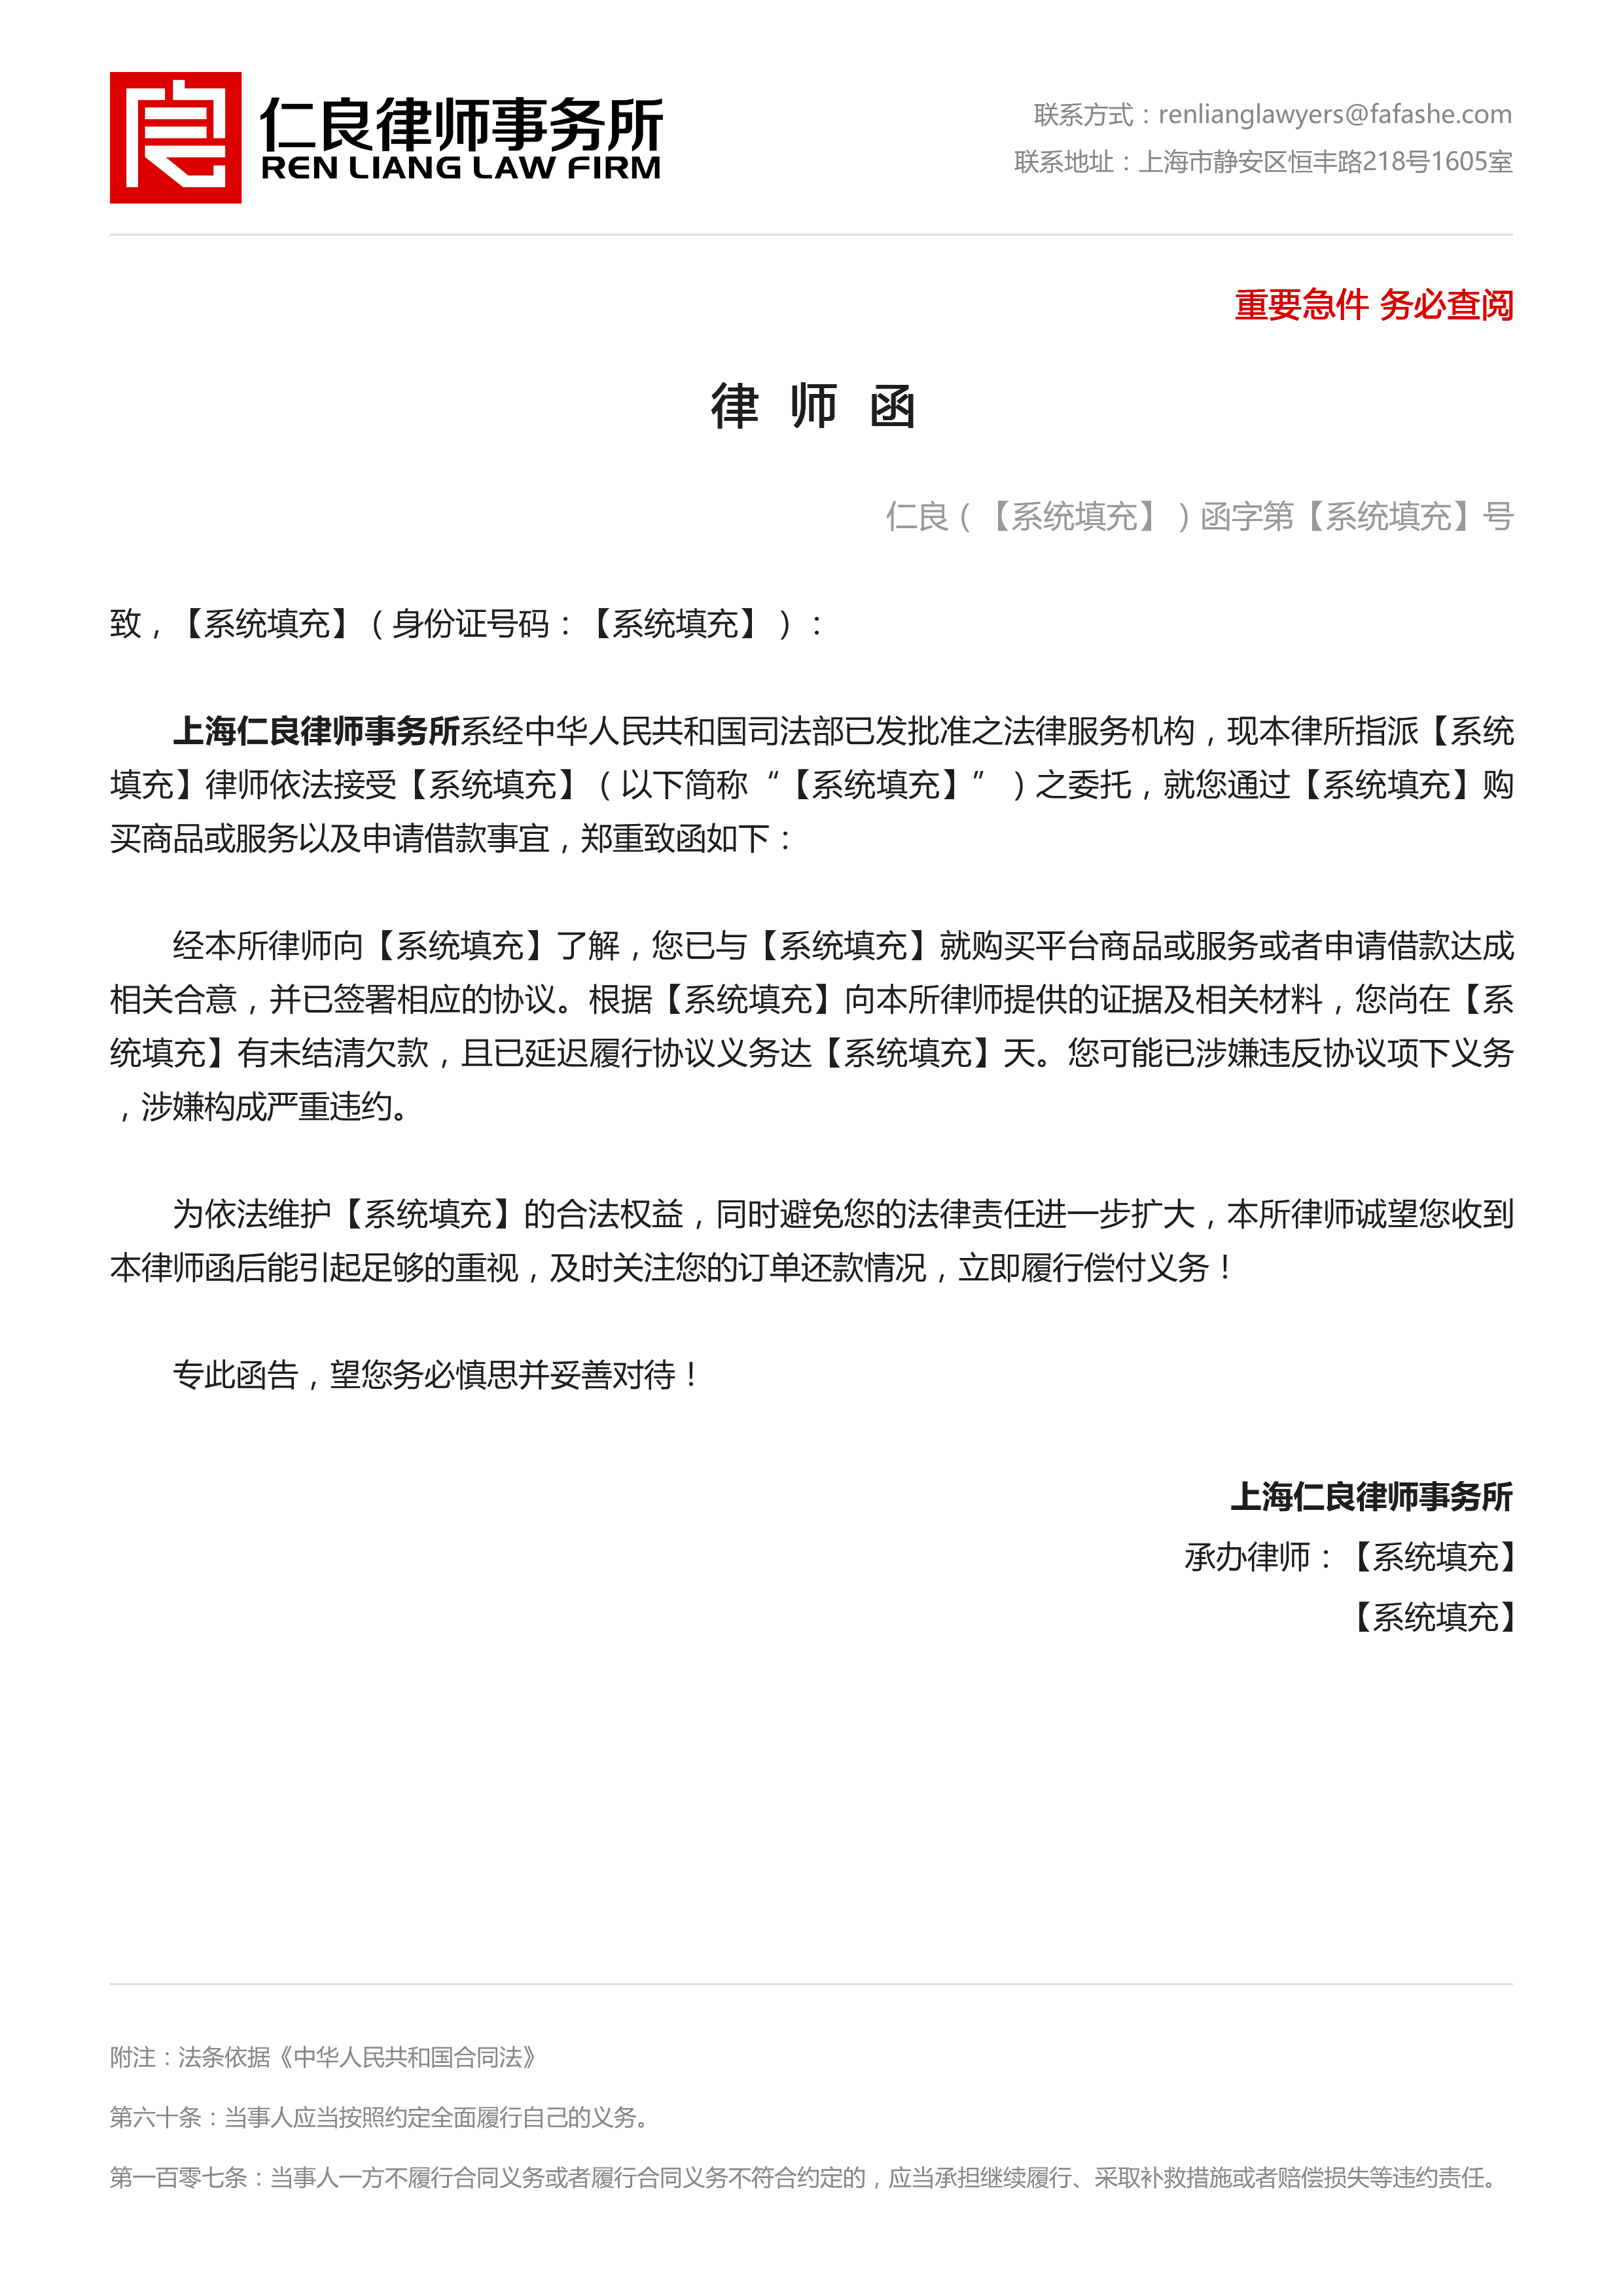 良 仁良律师事务所
REN LIANG LAW FIRM
联系方式：renlianglawyers@fafashe.com
联系地址：上海市静安区恒丰路218号1605室
重要急件 务必查阅
律 师 函
仁良（【系统填充】）函字第【系统填充】号
致，【系统填充】（身份证号码：【系统填充】）：
上海仁良律师事务所系经中华人民共和国司法部已发批准之法律服务机构，现本律所指派【系统
填充】律师依法接受【系统填充】（以下简称“【系统填充】”）之委托，就您通过【系统填充】购
买商品或服务以及申请借款事宜，郑重致函如下：
经本所律师向【系统填充】了解，您已与【系统填充】就购买平台商品或服务或者申请借款达成
相关合意，并已签署相应的协议。根据【系统填充】向本所律师提供的证据及相关材料，您尚在【系
统填充】有未结清欠款，且已延迟履行协议义务达【系统填充】天。您可能已涉嫌违反协议项下义务
，涉嫌构成严重违约。
为依法维护【系统填充】的合法权益，同时避免您的法律责任进一步扩大，本所律师诚望您收到
本律师函后能引起足够的重视，及时关注您的订单还款情况，立即履行偿付义务！
专此函告，望您务必慎思并妥善对待！
上海仁良律师事务所
承办律师：【系统填充】
【系统填充】
附注：法条依据《中华人民共和国合同法》
第六十条：当事人应当按照约定全面履行自己的义务。
第一百零七条：当事人一方不履行合同义务或者履行合同义务不符合约定的，应当承担继续履行、采取补救措施或者赔偿损失等违约责任。